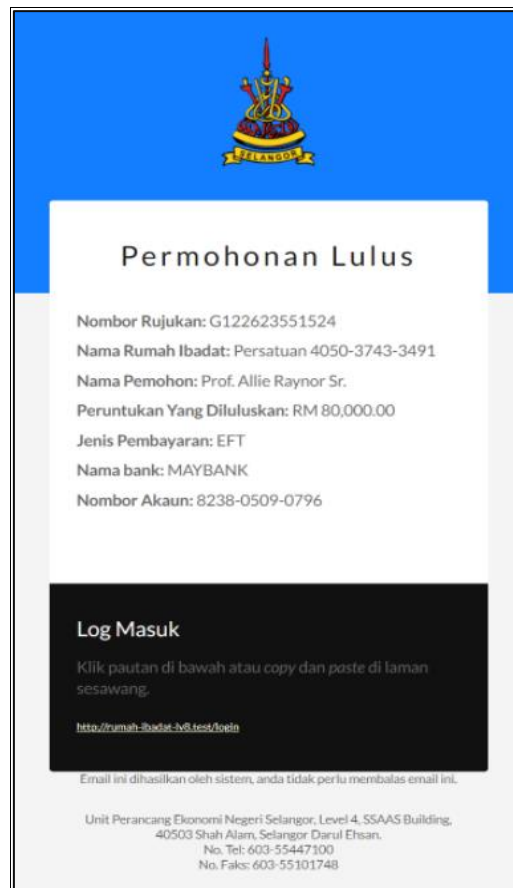 SELANGOR
Permohonan Lulus
Nombor Rujukan: G122623551524
Nama Rumah Ibadat: Persatuan 4050-3743-3491
Nama Pemohon: Prof. Allie Raynor Sr.
Peruntukan Yang Diluluskan: RM 80,000.00
Jenis Pembayaran: EFT
Nama bank: MAYBANK
Nombor Akaun: 8238-0509-0796
Log Masuk
Klik pautan di bawah atau copy dan paste di laman
sesawang.
http://rumah-ibadat-lv8.test/login
Email ini dihasilkan oleh sistem, anda tidak perlu membalas email ini.
Unit Perancang Ekonomi Negeri Selangor, Level 4, SSAAS Building,
40503 Shah Alam, Selangor Darul Ehsan.
No. Tel: 603-55447100
No. Faks: 603-55101748